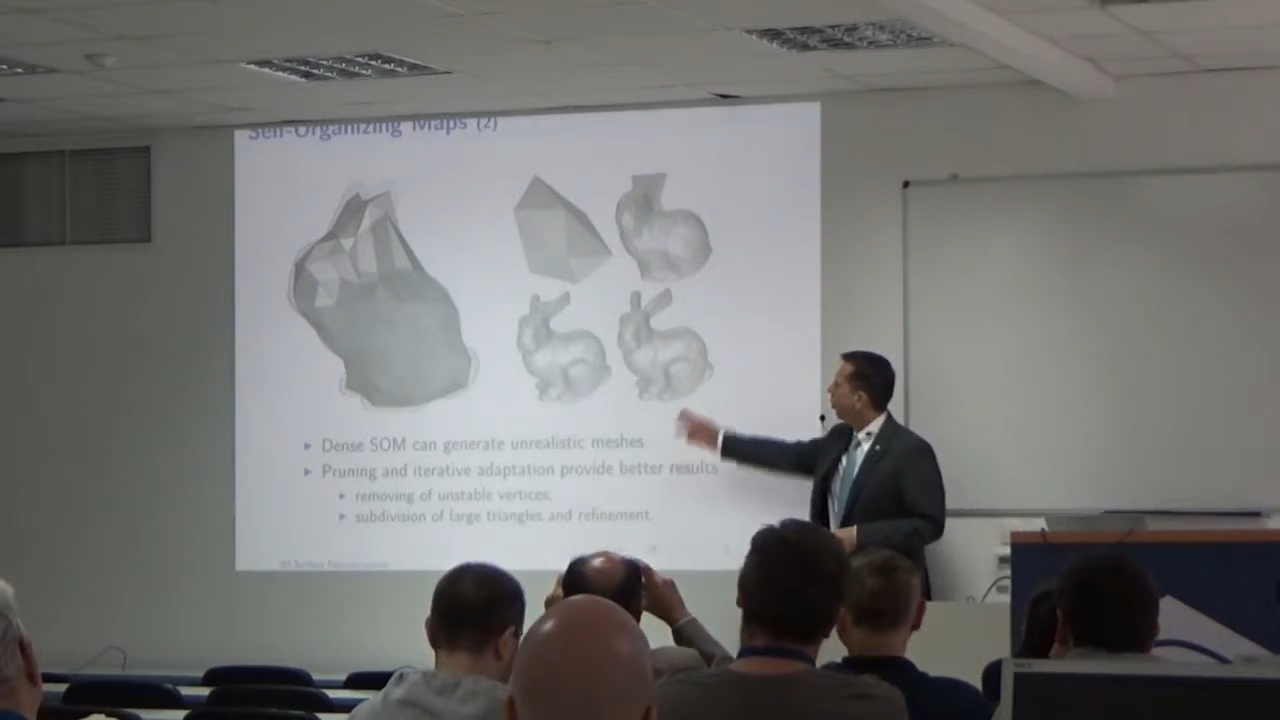 Self-Organizing Maps (2)
▸ Dense SOM can generate unrealistic meshes
▸ Pruning and iterative adaptation provide better results
▸ removing of unstable vertices,
▸ subdivision of large triangles and refinement.